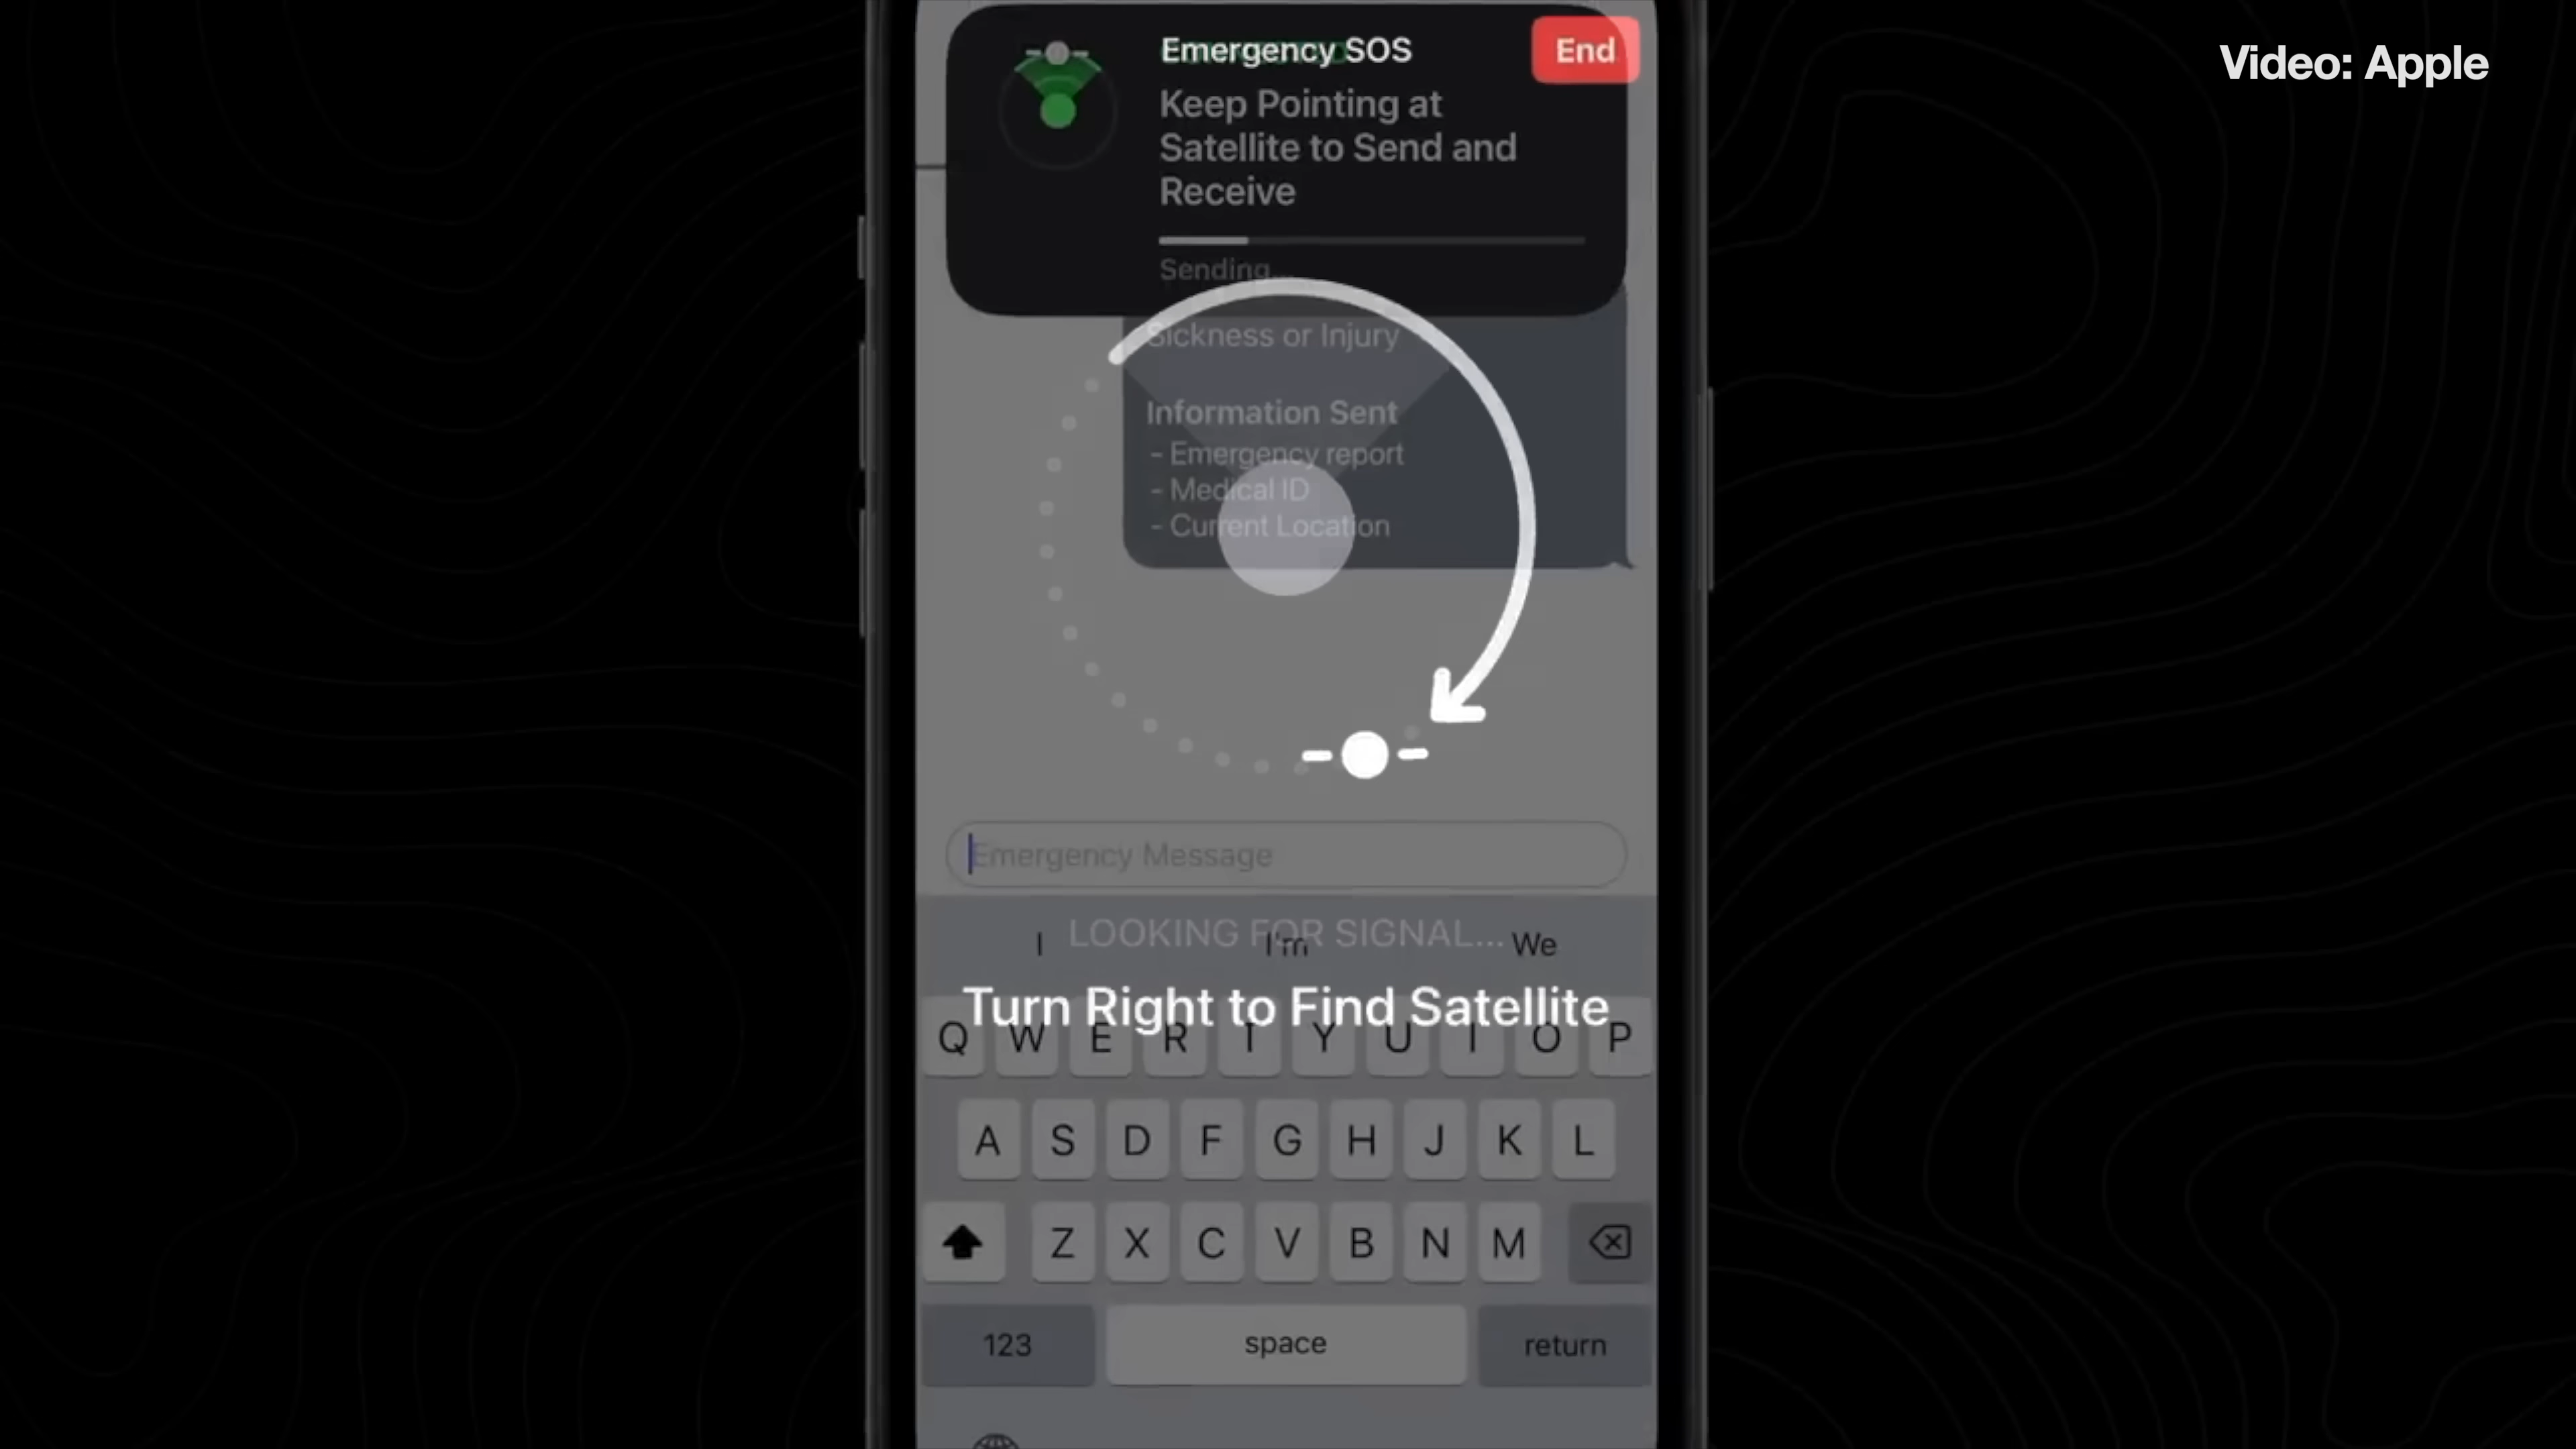 Video: Apple
Emergency SOS
End
Keep Pointing at
Satellite to Send and
Receive
Sending...
Sickness or Injury
Information Sent
- Emergency report
- Medical ID
- Current Location
Emergency Message
LOOKING FOR SIGNAL...
I I'm We
Turn Right to Find Satellite
Q W E R T Y U I O P
A S D F G H J K L
Z X C V B N M
123 space return